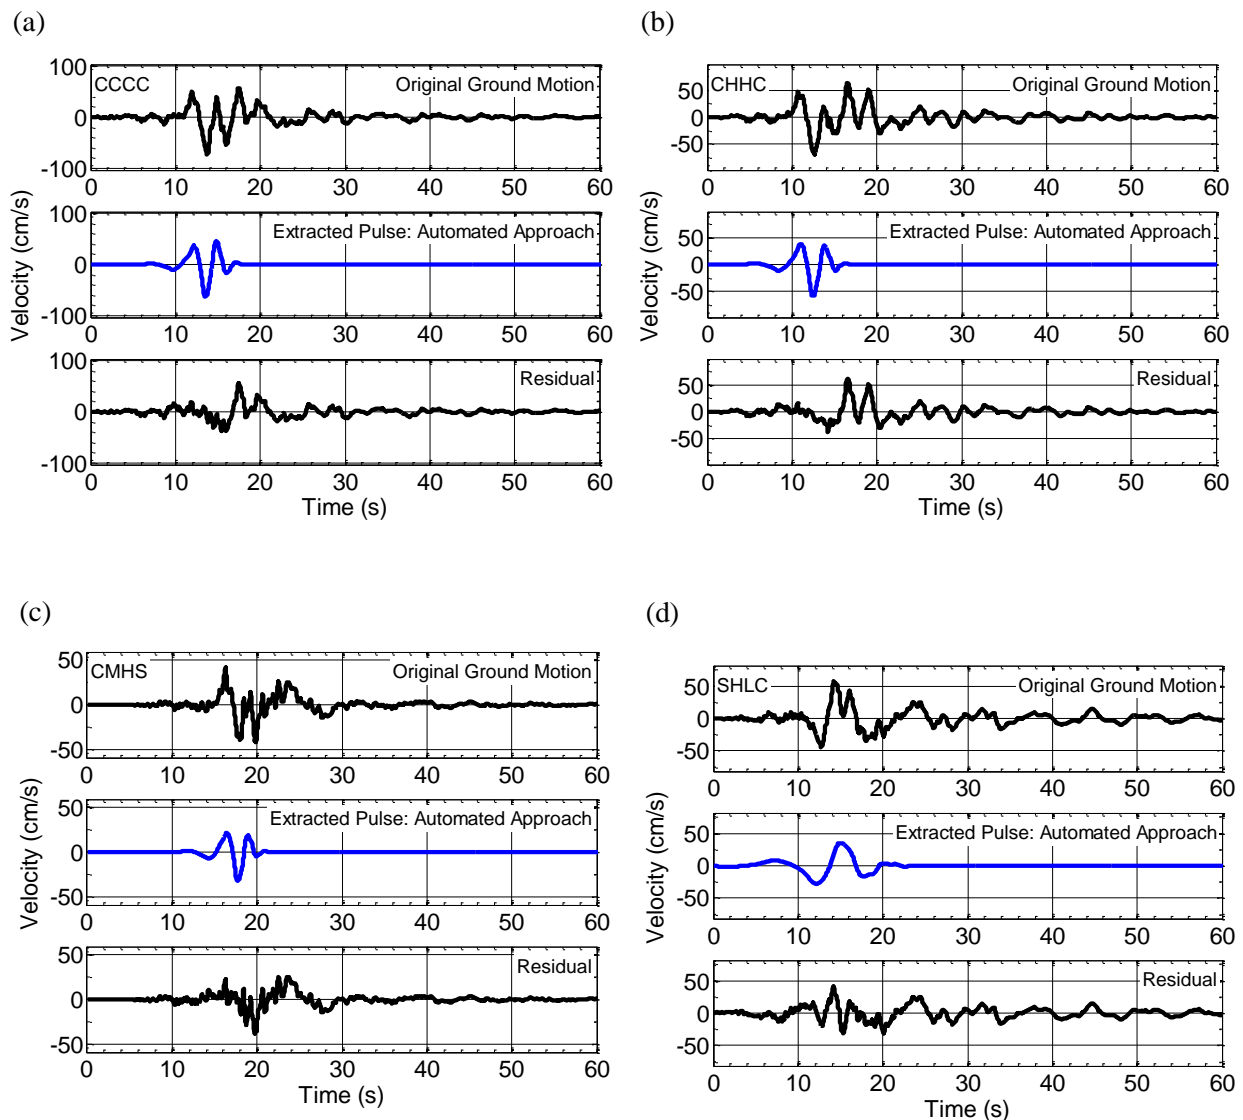 (a)
CCCC Original Ground Motion
100
0
-100
0 10 20 30 40 50 60
Extracted Pulse: Automated Approach
100
0
-100
0 10 20 30 40 50 60
Residual
100
0
-100
0 10 20 30 40 50 60
Velocity (cm/s)
Time (s)
(b)
CHHC Original Ground Motion
50
0
-50
0 10 20 30 40 50 60
Extracted Pulse: Automated Approach
50
0
-50
0 10 20 30 40 50 60
Residual
50
0
-50
0 10 20 30 40 50 60
Velocity (cm/s)
Time (s)
(c)
CMHS Original Ground Motion
50
0
-50
0 10 20 30 40 50 60
Extracted Pulse: Automated Approach
50
0
-50
0 10 20 30 40 50 60
Residual
50
0
-50
0 10 20 30 40 50 60
Velocity (cm/s)
Time (s)
(d)
SHLC Original Ground Motion
50
0
-50
0 10 20 30 40 50 60
Extracted Pulse: Automated Approach
50
0
-50
0 10 20 30 40 50 60
Residual
50
0
-50
0 10 20 30 40 50 60
Velocity (cm/s)
Time (s)